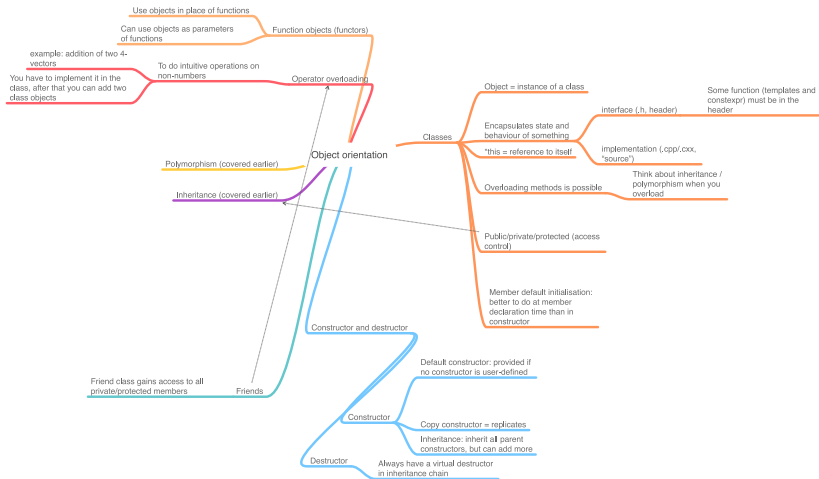 Use objects in place of functions
Can use objects as parameters
of functions
Function objects (functors)
example: addition of two 4-
vectors
You have to implement it in the
class, after that you can add two
class objects
To do intuitive operations on
non-numbers
Operator overloading
Polymorphism (covered earlier)
Inheritance (covered earlier)
Friend class gains access to all
private/protected members
Friends
Object orientation
Classes
Object = instance of a class
Encapsulates state and
behaviour of something
interface (.h, header)
Some function (templates and
constexpr) must be in the
header
implementation (.cpp/.cxx,
"source")
*this = reference to itself
Overloading methods is possible
Think about inheritance /
polymorphism when you
overload
Public/private/protected (access
control)
Member default initialisation:
better to do at member
declaration time than in
constructor
Constructor and destructor
Constructor
Default constructor: provided if
no constructor is user-defined
Copy constructor = replicates
Inheritance: inherit all parent
constructors, but can add more
Destructor
Always have a virtual destructor
in inheritance chain